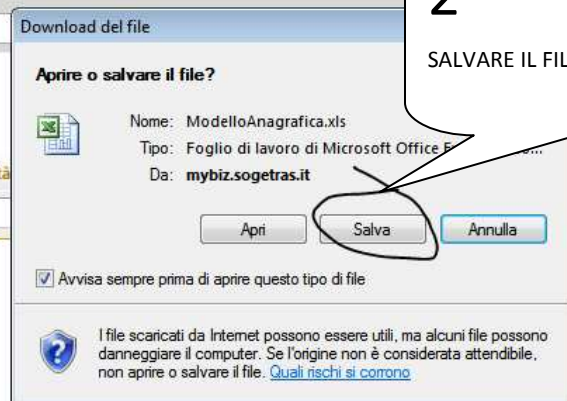 2
Download del file
SALVARE IL FIL
Aprire o salvare il file?
Nome: ModelloAnagrafica.xls
Tipo: Foglio di lavoro di Microsoft Office
Da: mybiz.sogetras.it
Apri Salva Annulla
Avvisa sempre prima di aprire questo tipo di file
I file scaricati da Internet possono essere utili, ma alcuni file possono
danneggiare il computer. Se l'origine non è considerata attendibile,
non aprire o salvare il file. Quali rischi si corrono